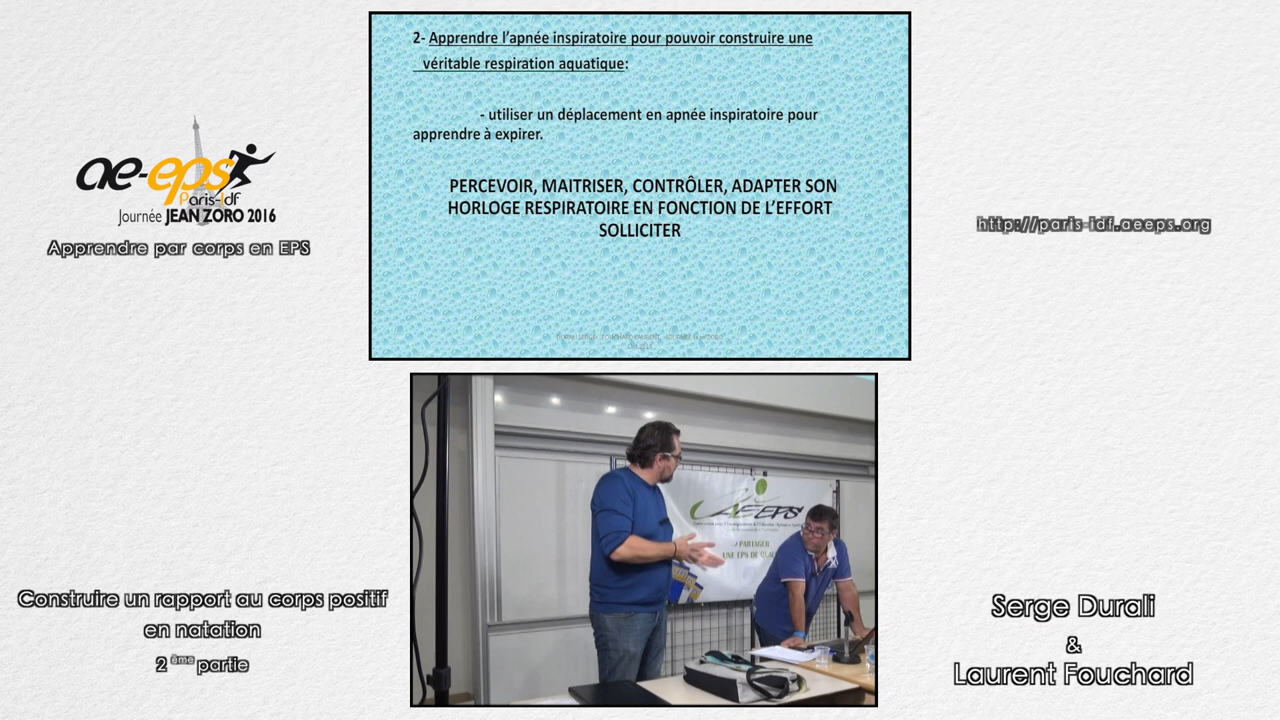 2- Apprendre l'apnée inspiratoire pour pouvoir construire une
véritable respiration aquatique:
- utiliser un déplacement en apnée inspiratoire pour
apprendre à expirer.
PERCEVOIR, MAITRISER, CONTRÔLER, ADAPTER SON
HORLOGE RESPIRATOIRE EN FONCTION DE L'EFFORT
SOLLICITER
ae-eps
Paris-Idf
Journée JEAN ZORO 2016
Apprendre par corps en EPS
http://paris-idf.aeeps.org
AE-EPS
PARTAGER
UNE EPS DE
Construire un rapport au corps positif
en natation
2 ème partie
Serge Durali
&
Laurent Fouchard